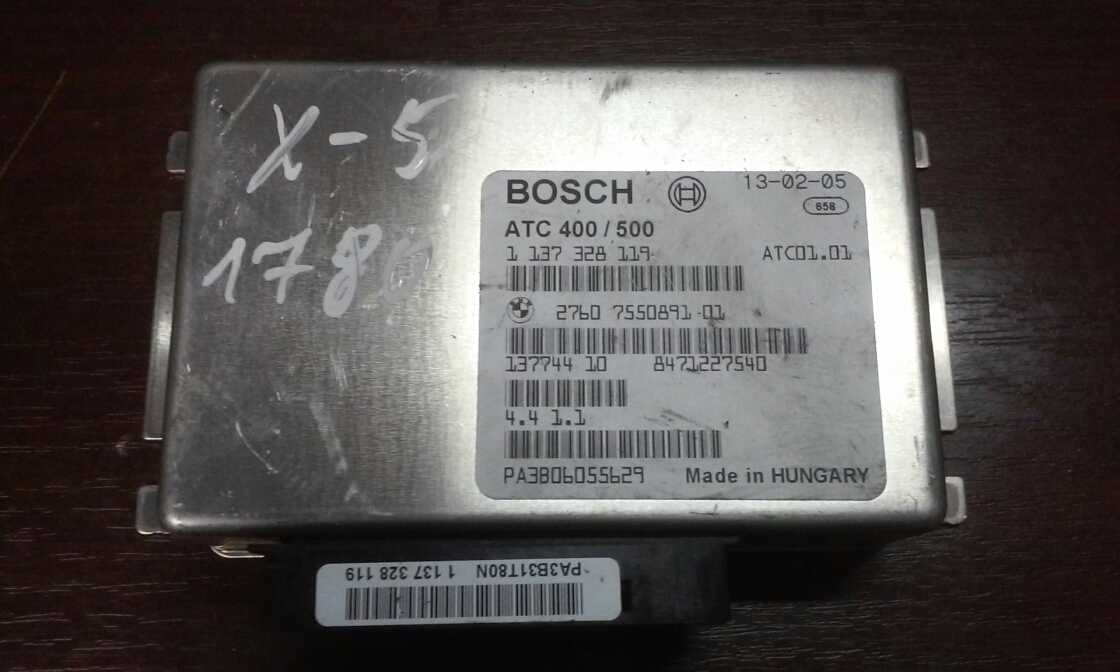 X-5
1780
BOSCH
13-02-05
658
ATC 400 / 500
1 137 328 119
ATC01.01
2760 7550891-01
137744 10 8471227540
4.4 1.1
PA3B06055629
Made in HUNGARY
PA3B31T80N 1 137 328 119